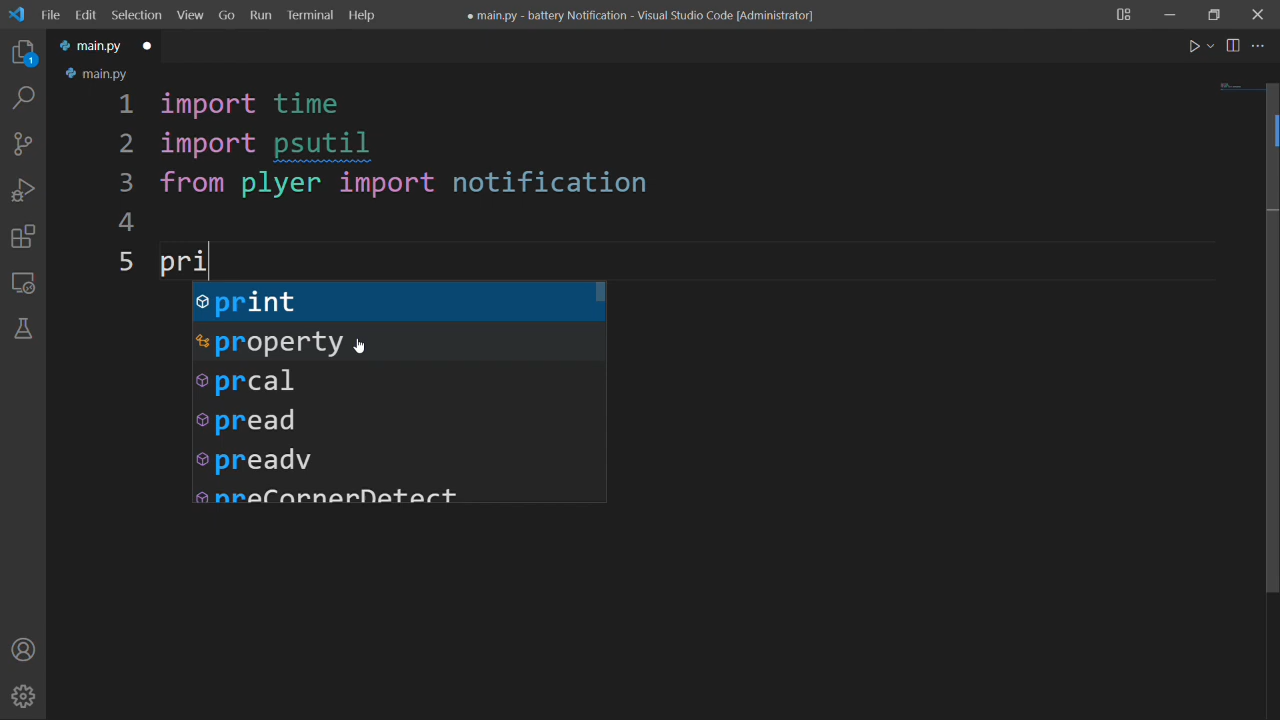 File Edit Selection View Go Run Terminal Help ● main.py - battery Notification - Visual Studio Code [Administrator]
1
main.py ●
main.py
1 import time
2 import psutil
3 from plyer import notification
4
5 pri
print
property
prcal
pread
preadv
preCornerDetect